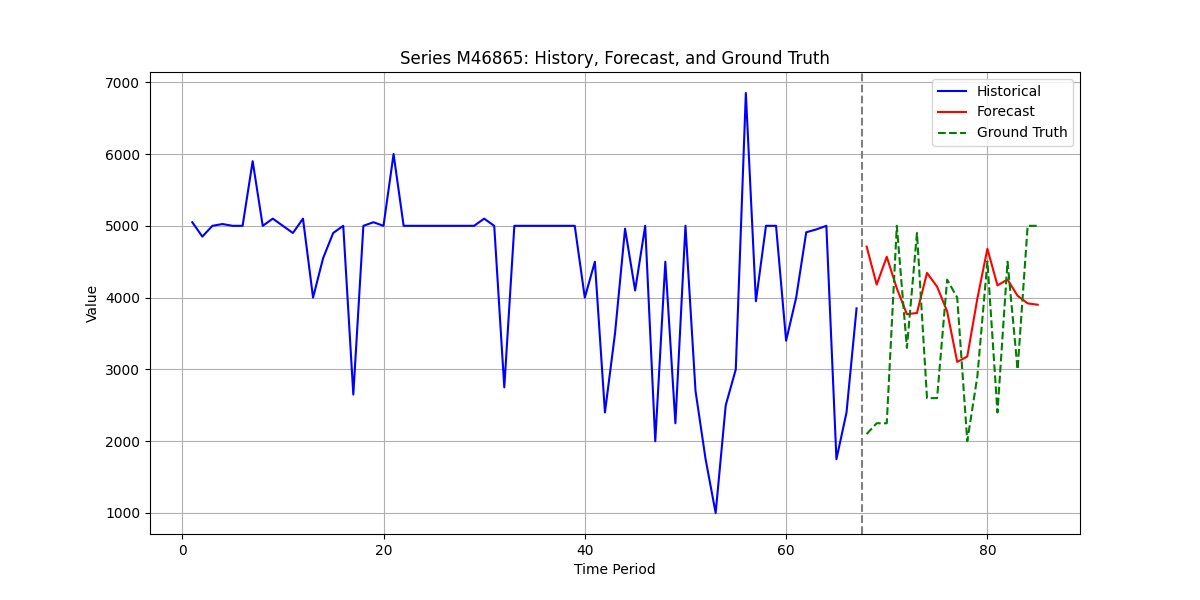 Series M46865: History, Forecast, and Ground Truth
7000
6000
5000
4000
3000
2000
1000
Value
Historical
Forecast
Ground Truth
0
20
40
60
80
Time Period